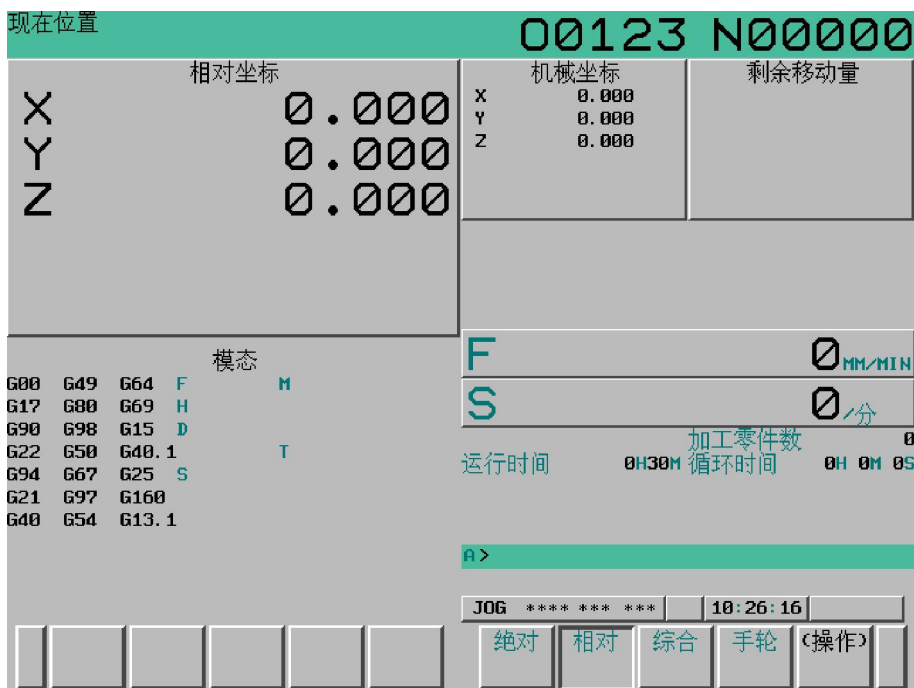 现在位置 O0123 N00000
相对坐标 机械坐标 剩余移动量
X 0.000
Y 0.000
Z 0.000
X 0.000
Y 0.000
Z 0.000
F 0 MM/MIN
S 0 /分
加工零件数 0
运行时间 0H30M 循环时间 0H 0M 0S
模态
G00 G49 G64 F M
G17 G80 G69 H
G90 G98 G15 D
G22 G50 G40.1 T
G94 G67 G25 S
G21 G97 G160
G40 G54 G13.1
A>
JOG **** *** *** 10:26:16
绝对 相对 综合 手轮 (操作)